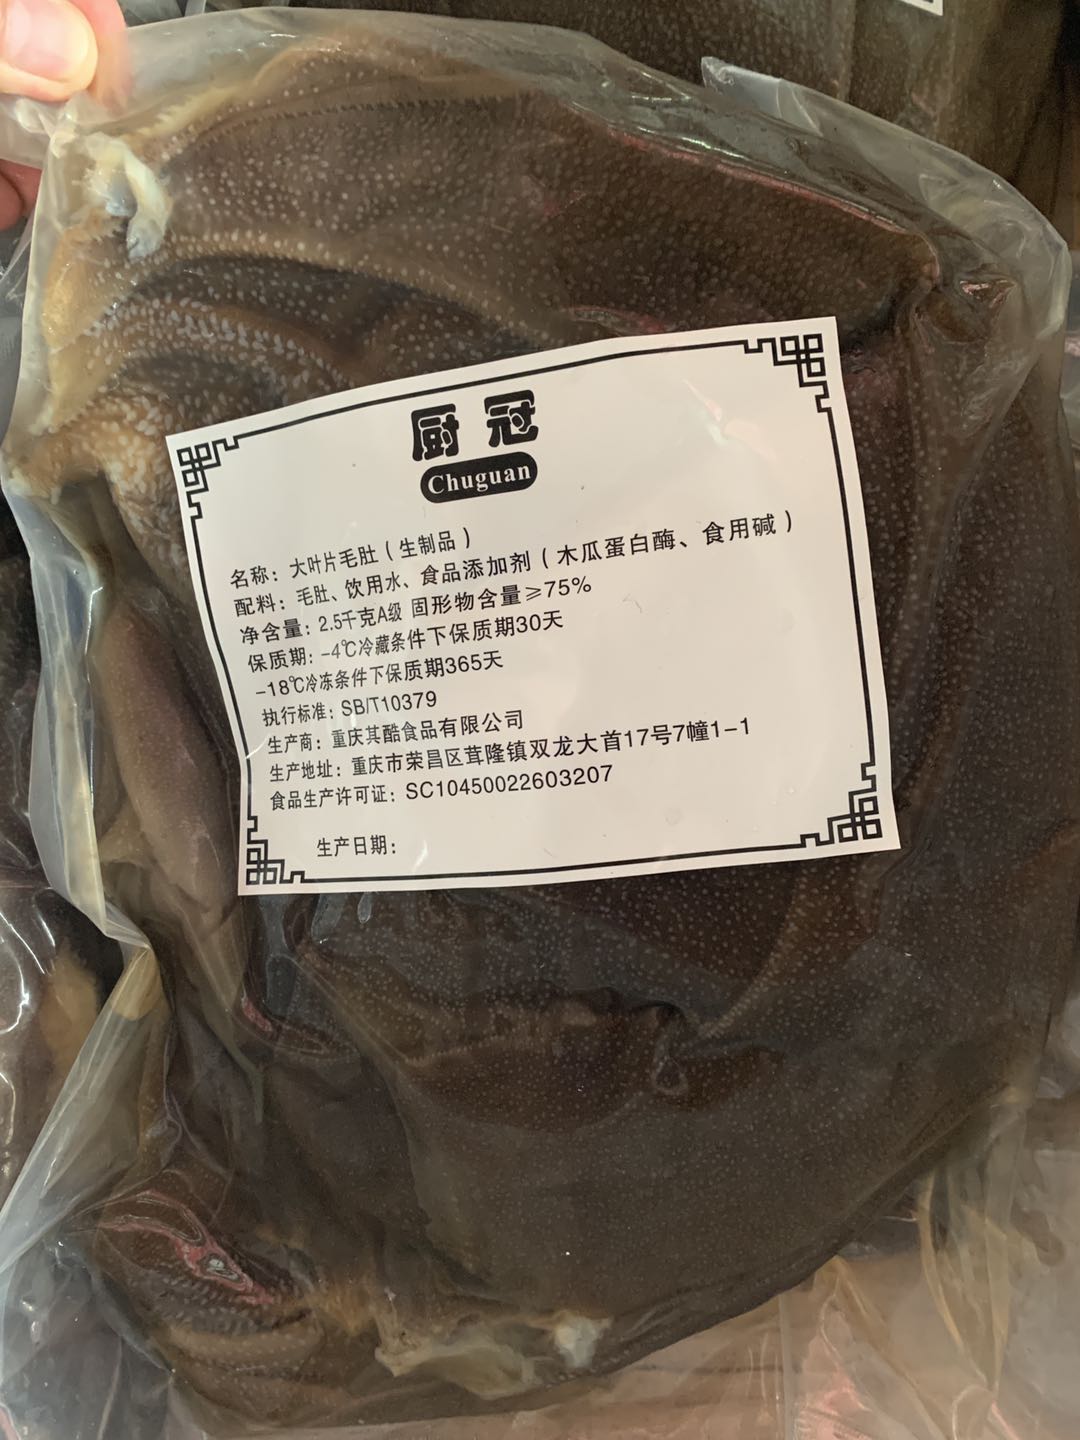 厨冠
Chuguan
名称：大叶片毛肚（生制品）
配料：毛肚、饮用水、食品添加剂（木瓜蛋白酶、食用碱）
净含量：2.5千克A级 固形物含量≥75%
保质期：-4℃冷藏条件下保质期30天
-18℃冷冻条件下保质期365天
执行标准：SB/T10379
生产商：重庆其酷食品有限公司
生产地址：重庆市荣昌区茸隆镇双龙大首17号7幢1-1
食品生产许可证：SC10450022603207
生产日期：